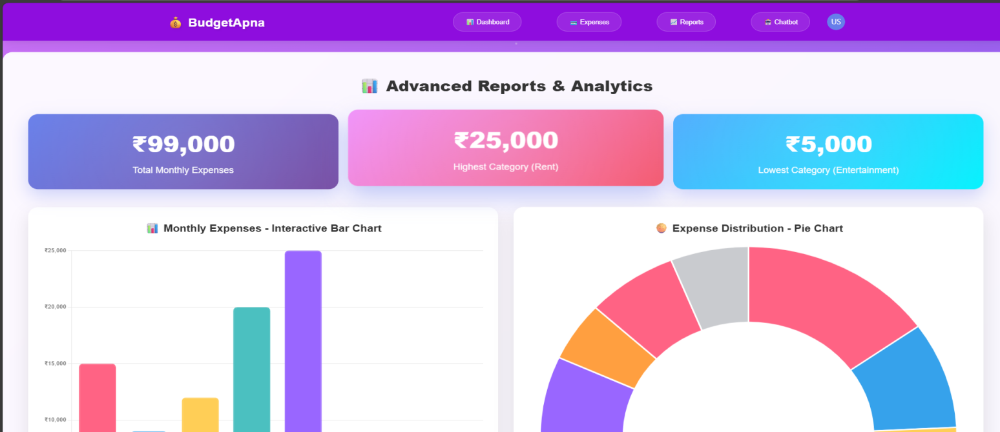 BudgetApna
Dashboard
Expenses
Reports
Chatbot
US
Advanced Reports & Analytics
₹99,000
Total Monthly Expenses
₹25,000
Highest Category (Rent)
₹5,000
Lowest Category (Entertainment)
Monthly Expenses - Interactive Bar Chart
₹25,000
₹20,000
₹15,000
₹10,000
Expense Distribution - Pie Chart